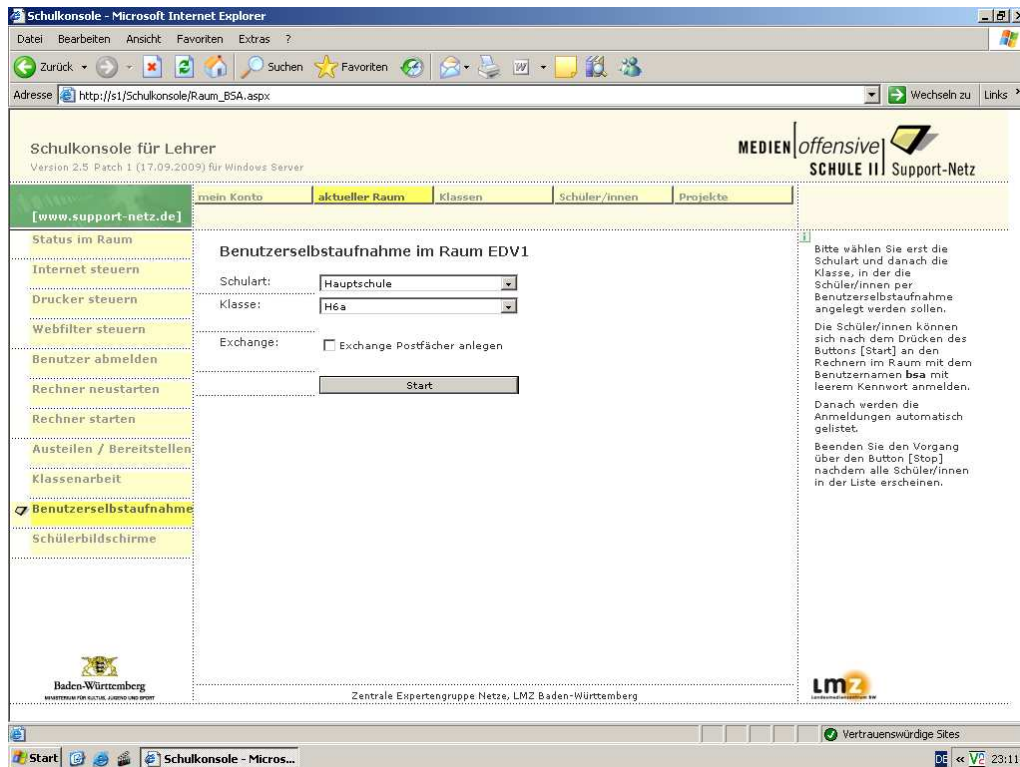 Schulkonsole - Microsoft Internet Explorer
Datei Bearbeiten Ansicht Favoriten Extras ?
Zurück Suchen Favoriten
Adresse http://s1/Schulkonsole/Raum_BSA.aspx Wechseln zu Links
Schulkonsole für Lehrer
Version 2.5 Patch 1 (17.09.2009) für Windows Server
MEDIEN offensive
SCHULE II Support-Netz
[www.support-netz.de]
mein Konto aktueller Raum Klassen Schüler/innen Projekte
Status im Raum
Internet steuern
Drucker steuern
Webfilter steuern
Benutzer abmelden
Rechner neustarten
Rechner starten
Austeilen / Bereitstellen
Klassenarbeit
Benutzerselbstaufnahme
Schülerbildschirme
Benutzerselbstaufnahme im Raum EDV1
Schulart: Hauptschule
Klasse: H6a
Exchange: Exchange Postfächer anlegen
Start
Bitte wählen Sie erst die
Schulart und danach die
Klasse, in der die
Schüler/innen per
Benutzerselbstaufnahme
angelegt werden sollen.
Die Schüler/innen können
sich nach dem Drücken des
Buttons [Start] an den
Rechnern im Raum mit dem
Benutzernamen bsa mit
leerem Kennwort anmelden.
Danach werden die
Anmeldungen automatisch
gelistet.
Beenden Sie den Vorgang
über den Button [Stop]
nachdem alle Schüler/innen
in der Liste erscheinen.
Baden-Württemberg
MINISTERIUM FÜR KULTUS, JUGEND UND SPORT
Zentrale Expertengruppe Netze, LMZ Baden-Württemberg
LMZ
Vertrauenswürdige Sites
Start Schulkonsole - Micros... DE « 23:11